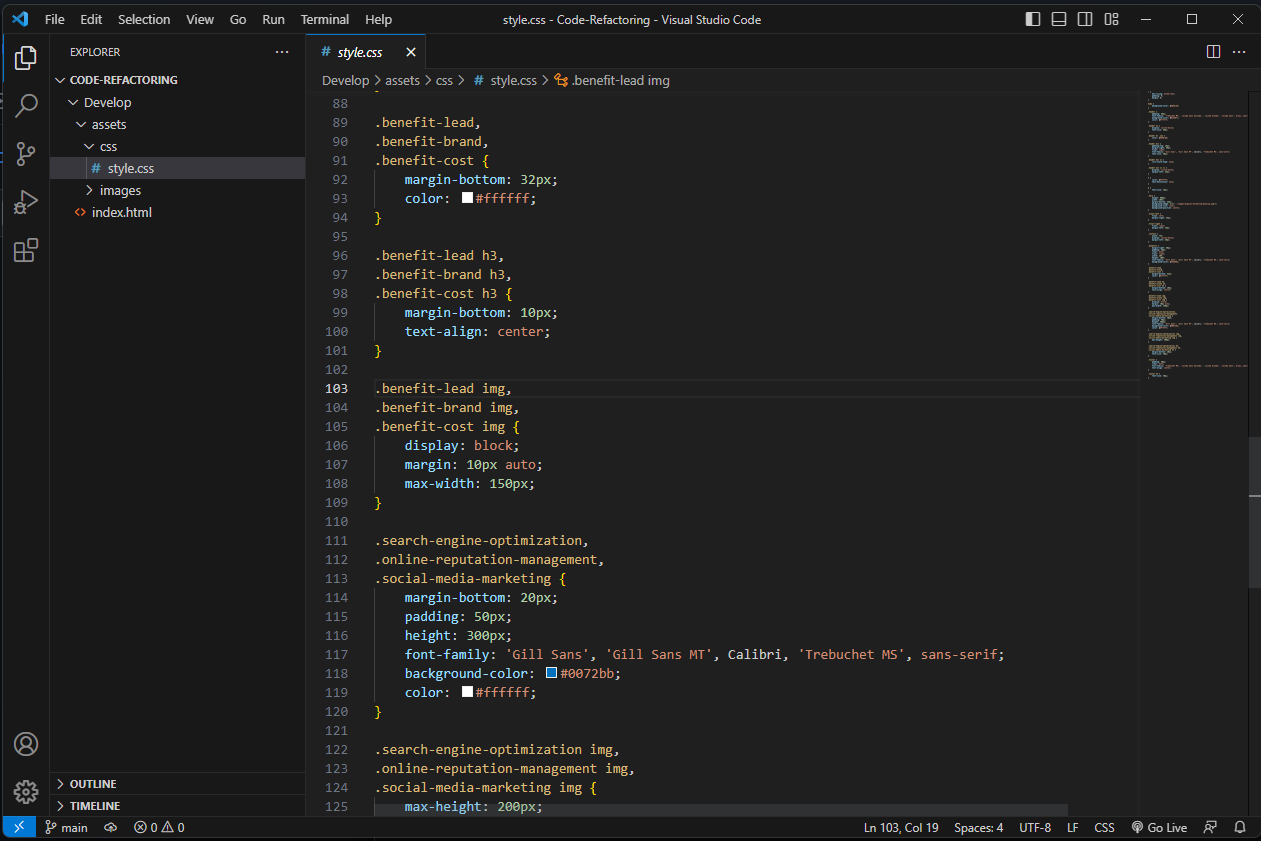 File Edit Selection View Go Run Terminal Help style.css - Code-Refactoring - Visual Studio Code
EXPLORER
CODE-REFACTORING
Develop
assets
css
# style.css
images
<> index.html
OUTLINE
TIMELINE
# style.css
Develop > assets > css > # style.css > .benefit-lead img
88
89 .benefit-lead,
90 .benefit-brand,
91 .benefit-cost {
92 margin-bottom: 32px;
93 color: #ffffff;
94 }
95
96 .benefit-lead h3,
97 .benefit-brand h3,
98 .benefit-cost h3 {
99 margin-bottom: 10px;
100 text-align: center;
101 }
102
103 .benefit-lead img,
104 .benefit-brand img,
105 .benefit-cost img {
106 display: block;
107 margin: 10px auto;
108 max-width: 150px;
109 }
110
111 .search-engine-optimization,
112 .online-reputation-management,
113 .social-media-marketing {
114 margin-bottom: 20px;
115 padding: 50px;
116 height: 300px;
117 font-family: 'Gill Sans', 'Gill Sans MT', Calibri, 'Trebuchet MS', sans-serif;
118 background-color: #0072bb;
119 color: #ffffff;
120 }
121
122 .search-engine-optimization img,
123 .online-reputation-management img,
124 .social-media-marketing img {
125 max-height: 200px;
main 0 0 Ln 103, Col 19 Spaces: 4 UTF-8 LF CSS Go Live